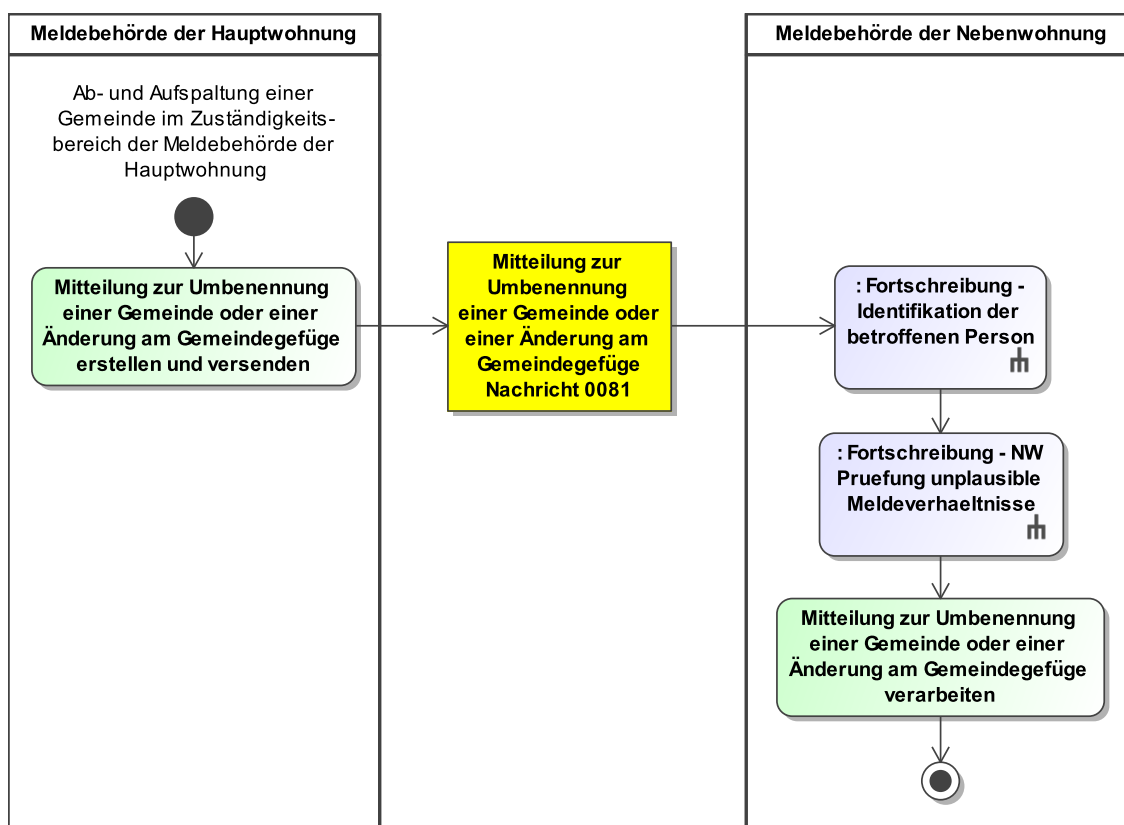 Meldebehörde der Hauptwohnung
Ab- und Aufspaltung einer
Gemeinde im Zuständigkeits-
bereich der Meldebehörde der
Hauptwohnung
Mitteilung zur Umbenennung
einer Gemeinde oder einer
Änderung am Gemeindegefüge
erstellen und versenden
Mitteilung zur
Umbenennung
einer Gemeinde oder
einer Änderung am
Gemeindegefüge
Nachricht 0081
Meldebehörde der Nebenwohnung
: Fortschreibung -
Identifikation der
betroffenen Person
: Fortschreibung - NW
Pruefung unplausible
Meldeverhaeltnisse
Mitteilung zur Umbenennung
einer Gemeinde oder einer
Änderung am Gemeindegefüge
verarbeiten